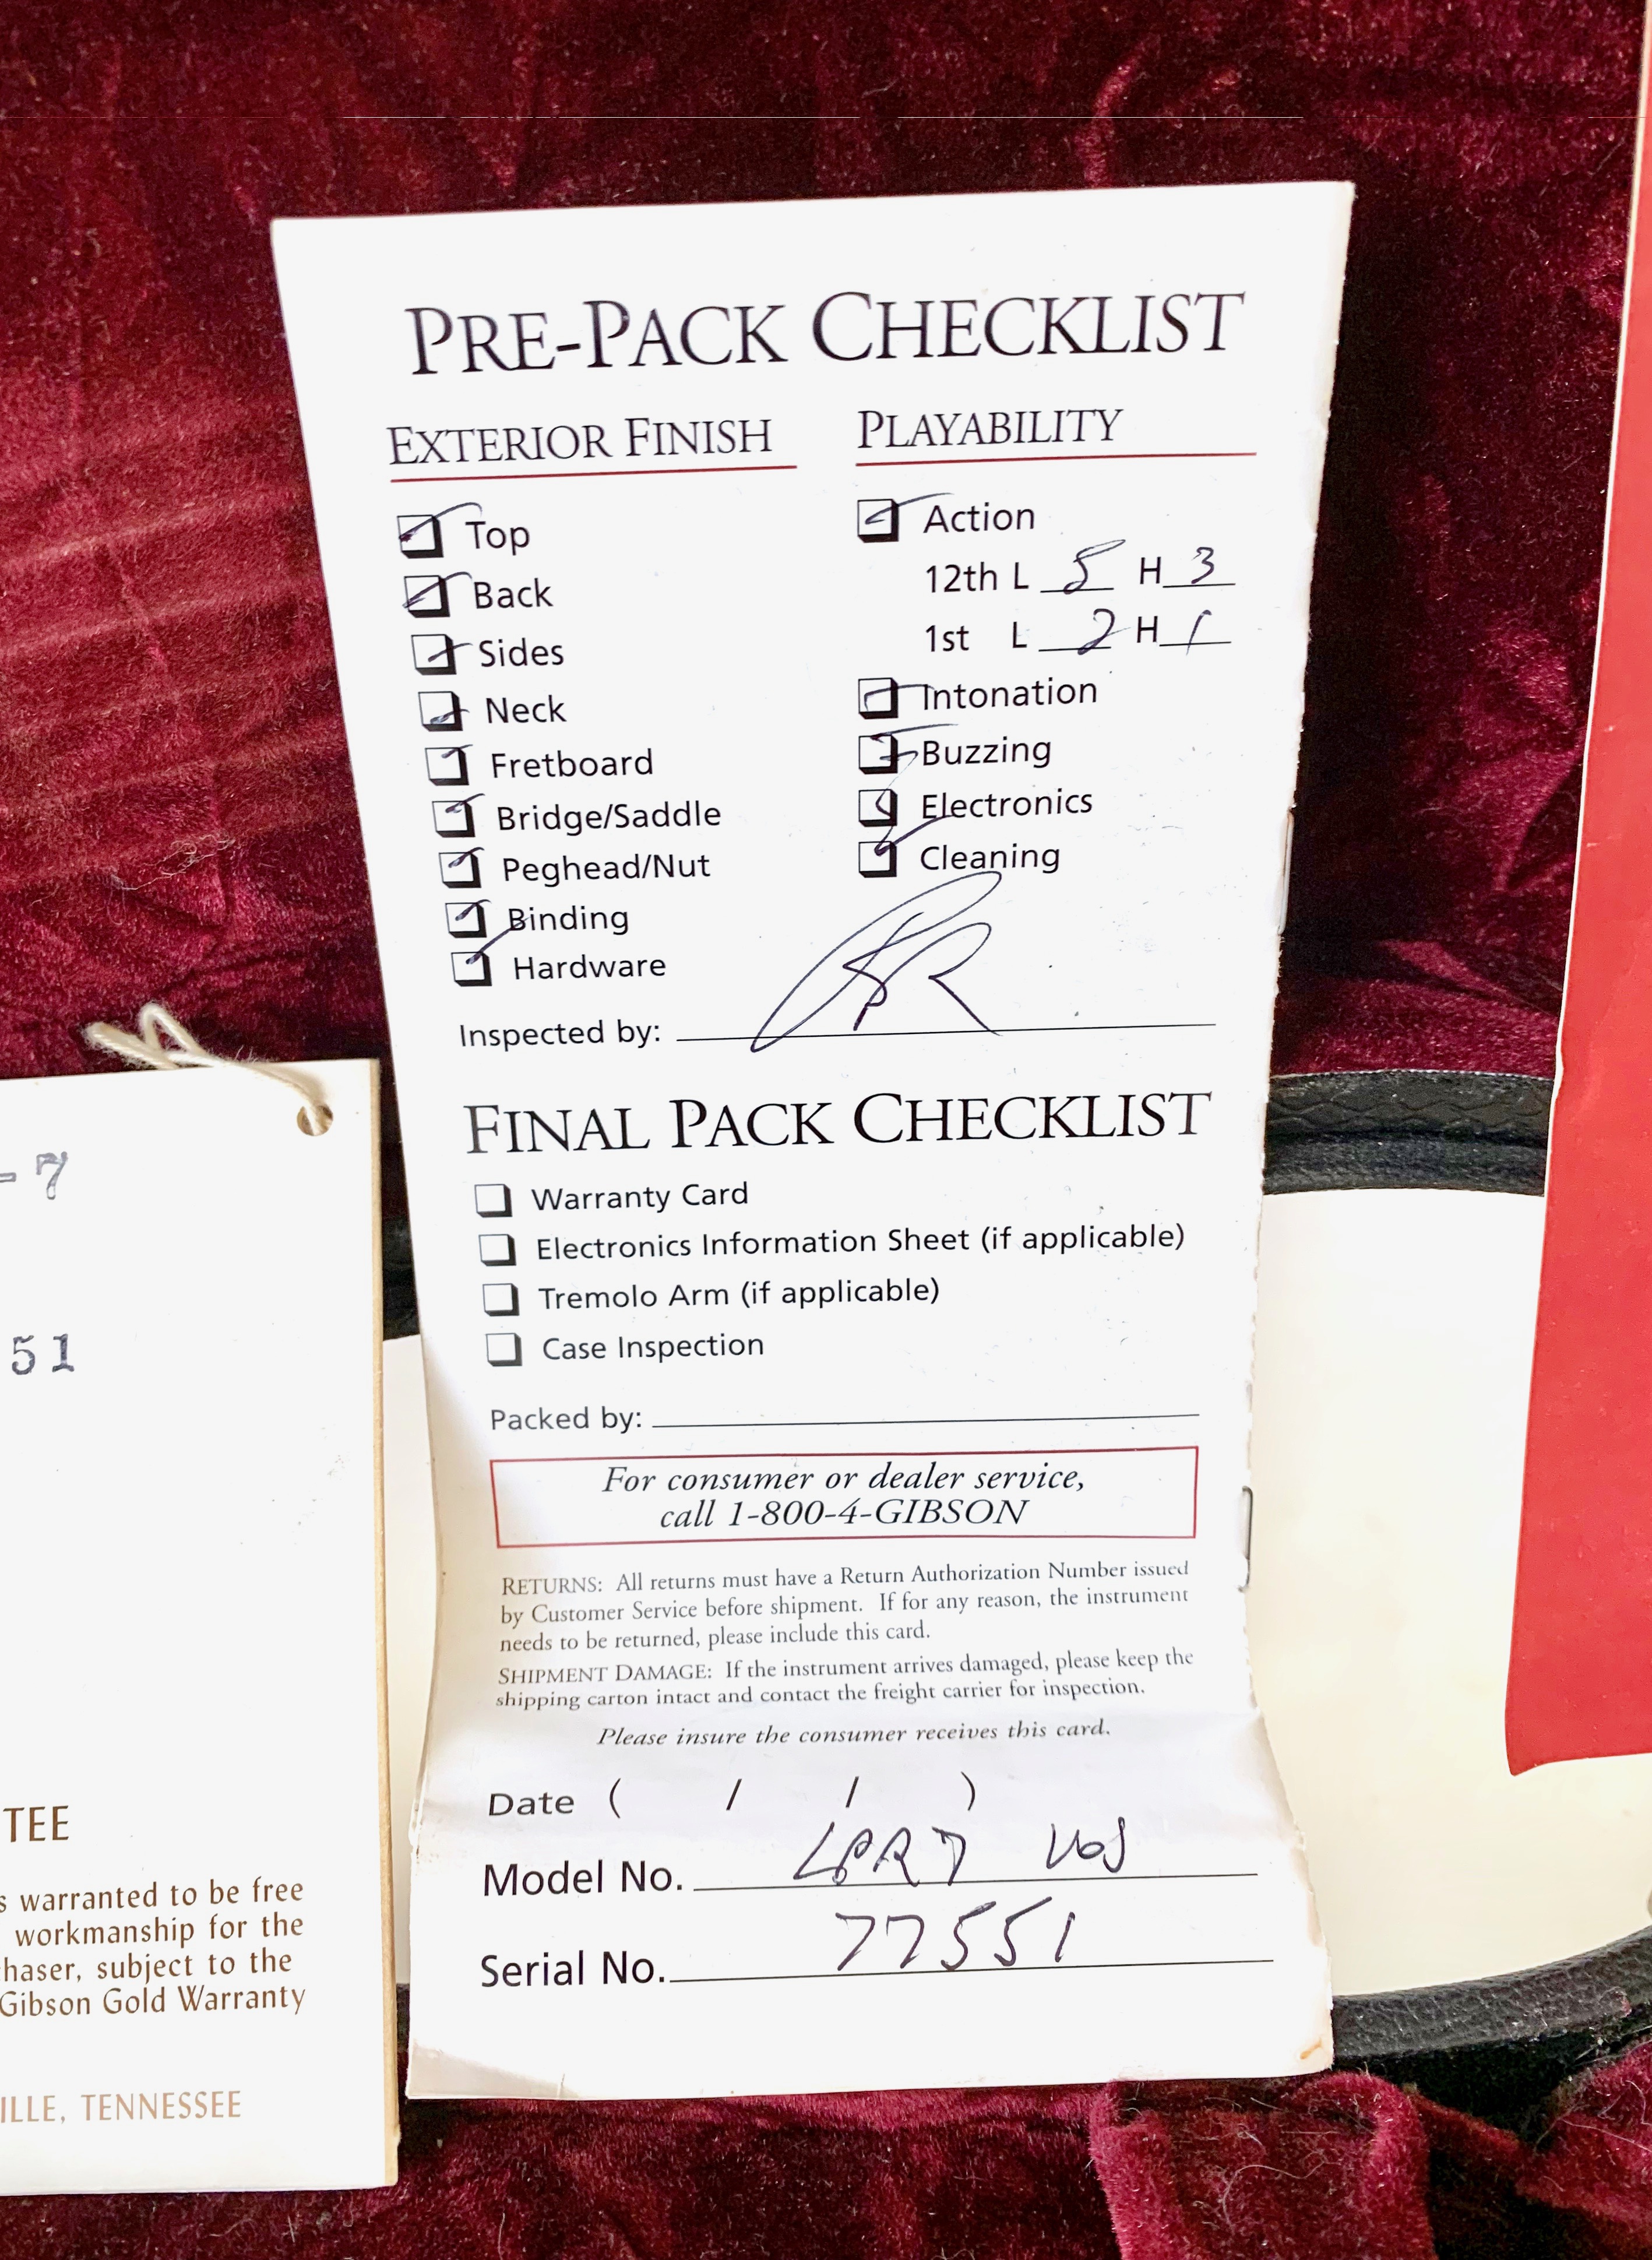 PRE-PACK CHECKLIST
EXTERIOR FINISH
Top
Back
Sides
Neck
Fretboard
Bridge/Saddle
Peghead/Nut
Binding
Hardware
PLAYABILITY
Action
12th L 5 H 3
1st L 2 H 1
Intonation
Buzzing
Electronics
Cleaning
Inspected by:
FINAL PACK CHECKLIST
Warranty Card
Electronics Information Sheet (if applicable)
Tremolo Arm (if applicable)
Case Inspection
Packed by:
For consumer or dealer service,
call 1-800-4-GIBSON
RETURNS: All returns must have a Return Authorization Number issued
by Customer Service before shipment. If for any reason, the instrument
needs to be returned, please include this card.
SHIPMENT DAMAGE: If the instrument arrives damaged, please keep the
shipping carton intact and contact the freight carrier for inspection.
Please insure the consumer receives this card.
Date ( / / )
Model No. LPR7 VOS
Serial No. 77551
-7
51
TEE
s warranted to be free
workmanship for the
haser, subject to the
Gibson Gold Warranty
ILLE, TENNESSEE